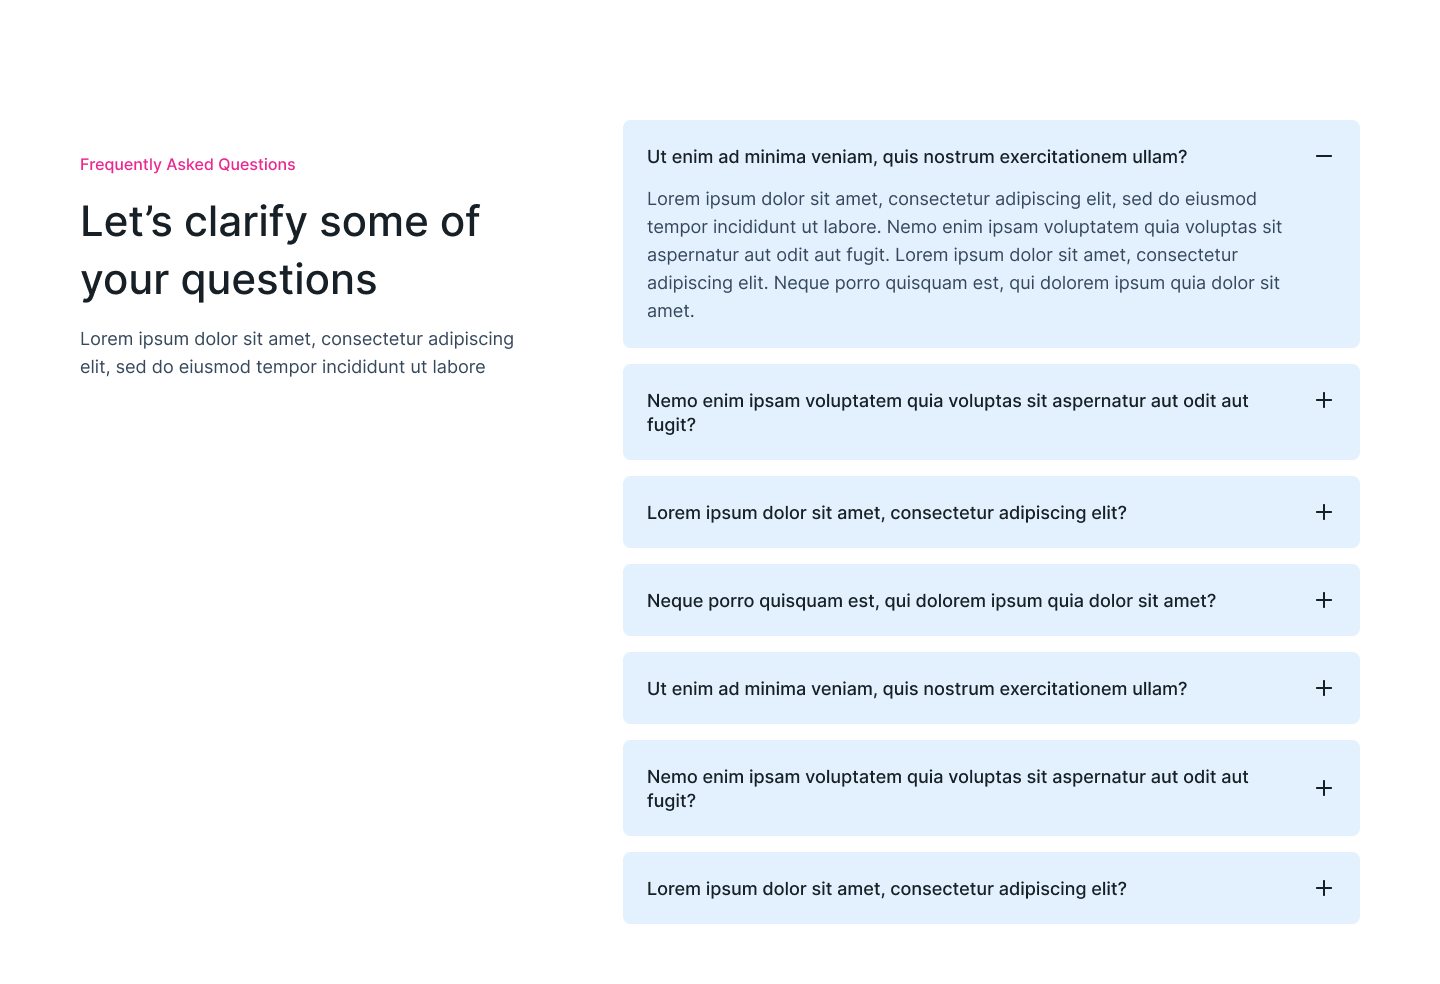 Frequently Asked Questions
Let’s clarify some of
your questions
Lorem ipsum dolor sit amet, consectetur adipiscing
elit, sed do eiusmod tempor incididunt ut labore
Ut enim ad minima veniam, quis nostrum exercitationem ullam?
Lorem ipsum dolor sit amet, consectetur adipiscing elit, sed do eiusmod
tempor incididunt ut labore. Nemo enim ipsam voluptatem quia voluptas sit
aspernatur aut odit aut fugit. Lorem ipsum dolor sit amet, consectetur
adipiscing elit. Neque porro quisquam est, qui dolorem ipsum quia dolor sit
amet.
Nemo enim ipsam voluptatem quia voluptas sit aspernatur aut odit aut
fugit?
Lorem ipsum dolor sit amet, consectetur adipiscing elit?
Neque porro quisquam est, qui dolorem ipsum quia dolor sit amet?
Ut enim ad minima veniam, quis nostrum exercitationem ullam?
Nemo enim ipsam voluptatem quia voluptas sit aspernatur aut odit aut
fugit?
Lorem ipsum dolor sit amet, consectetur adipiscing elit?